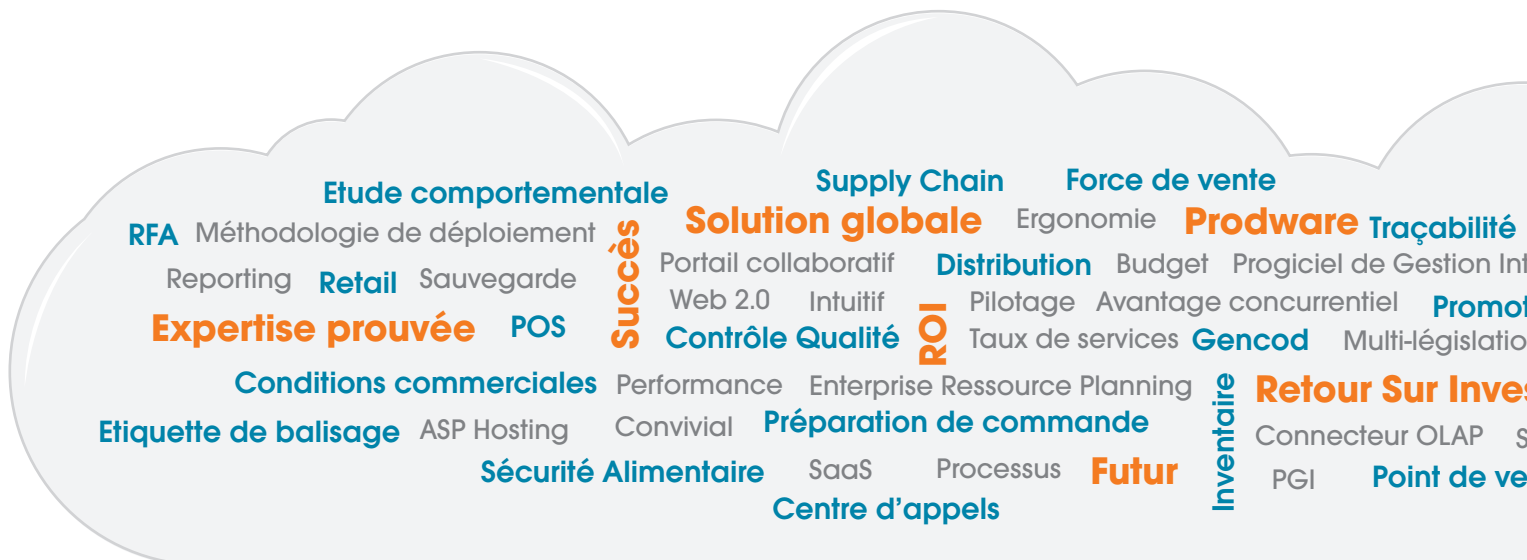 Etude comportementale Supply Chain Force de vente
RFA Méthodologie de déploiement Solution globale Ergonomie Prodware Traçabilité
Succès
Reporting Retail Sauvegarde Portail collaboratif Distribution Budget Progiciel de Gestion Int
Web 2.0 Intuitif Pilotage Avantage concurrentiel Promot
Expertise prouvée POS Contrôle Qualité ROI Taux de services Gencod Multi-législatio
Conditions commerciales Performance Enterprise Ressource Planning Retour Sur Inves
Inventaire
Etiquette de balisage ASP Hosting Convivial Préparation de commande Connecteur OLAP S
Sécurité Alimentaire SaaS Processus Futur PGI Point de ve
Centre d’appels